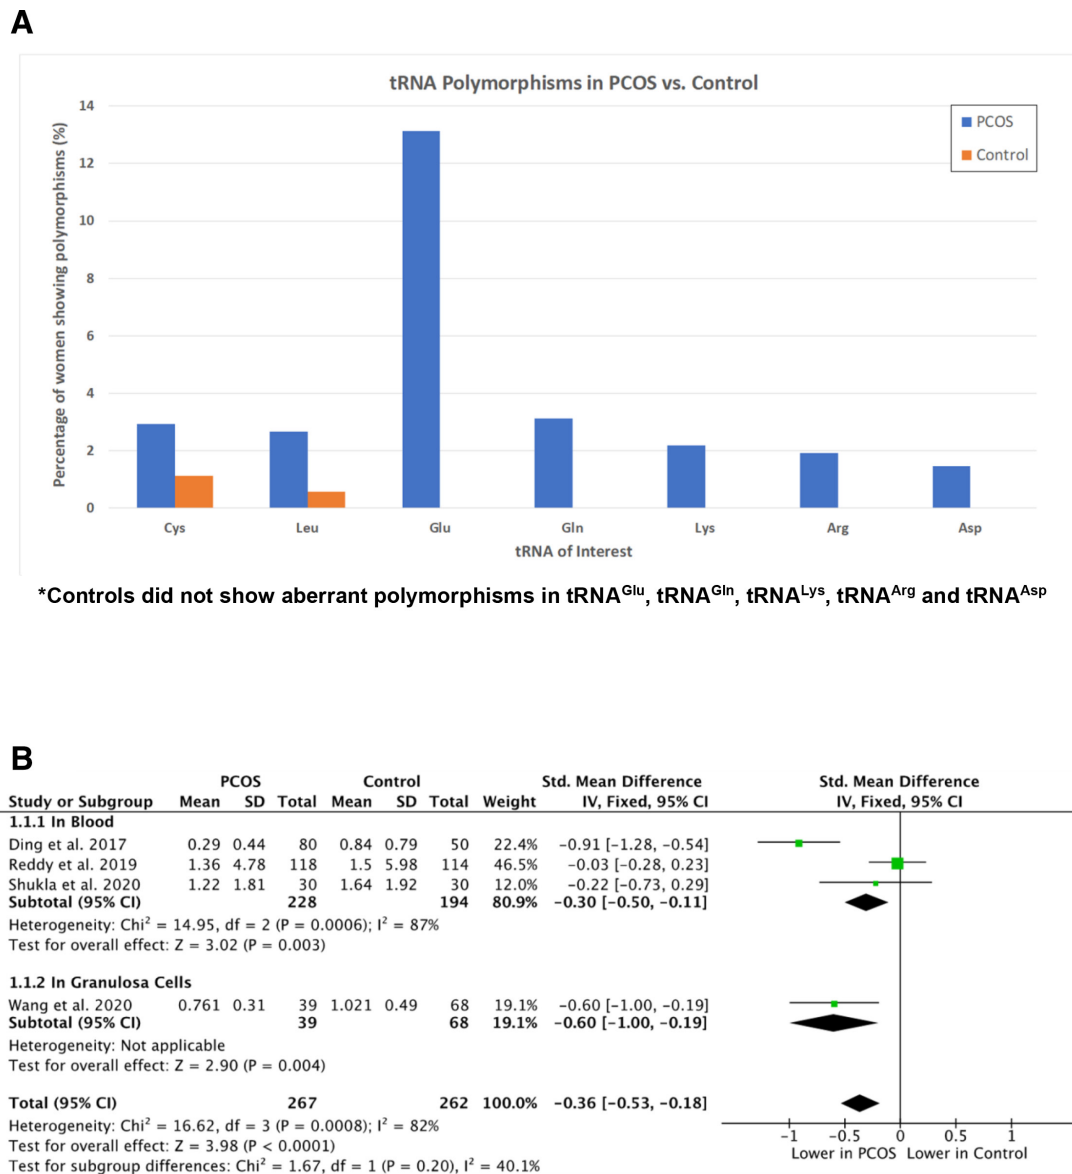 A
tRNA Polymorphisms in PCOS vs. Control
Percentage of women showing polymorphisms (%)
14
12
10
8
6
4
2
0
PCOS
Control
Cys Leu Glu Gln Lys Arg Asp
tRNA of Interest
*Controls did not show aberrant polymorphisms in tRNA^Glu, tRNA^Gln, tRNA^Lys, tRNA^Arg and tRNA^Asp
B
PCOS Control Std. Mean Difference Std. Mean Difference
Study or Subgroup Mean SD Total Mean SD Total Weight IV, Fixed, 95% CI IV, Fixed, 95% CI
1.1.1 In Blood
Ding et al. 2017 0.29 0.44 80 0.84 0.79 50 22.4% −0.91 [−1.28, −0.54]
Reddy et al. 2019 1.36 4.78 118 1.5 5.98 114 46.5% −0.03 [−0.28, 0.23]
Shukla et al. 2020 1.22 1.81 30 1.64 1.92 30 12.0% −0.22 [−0.73, 0.29]
Subtotal (95% CI) 228 194 80.9% −0.30 [−0.50, −0.11]
Heterogeneity: Chi² = 14.95, df = 2 (P = 0.0006); I² = 87%
Test for overall effect: Z = 3.02 (P = 0.003)
1.1.2 In Granulosa Cells
Wang et al. 2020 0.761 0.31 39 1.021 0.49 68 19.1% −0.60 [−1.00, −0.19]
Subtotal (95% CI) 39 68 19.1% −0.60 [−1.00, −0.19]
Heterogeneity: Not applicable
Test for overall effect: Z = 2.90 (P = 0.004)
Total (95% CI) 267 262 100.0% −0.36 [−0.53, −0.18]
Heterogeneity: Chi² = 16.62, df = 3 (P = 0.0008); I² = 82%
Test for overall effect: Z = 3.98 (P < 0.0001)
Test for subgroup differences: Chi² = 1.67, df = 1 (P = 0.20), I² = 40.1%
−1 −0.5 0 0.5 1
Lower in PCOS Lower in Control